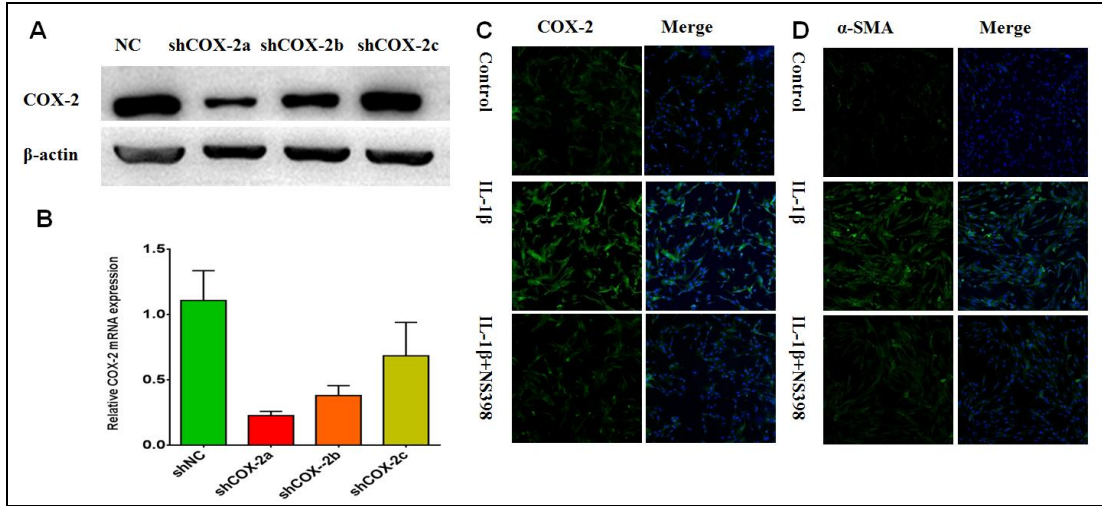 A
NC shCOX-2a shCOX-2b shCOX-2c
COX-2
β-actin
B
Relative COX-2 mRNA expression
1.5
1.0
0.5
0.0
shNC
shCOX-2a
shCOX--2b
shCOX-2c
C
COX-2 Merge
Control
IL-1β
IL-1β+NS398
D
α-SMA Merge
Control
IL-1β
IL-1β+NS398